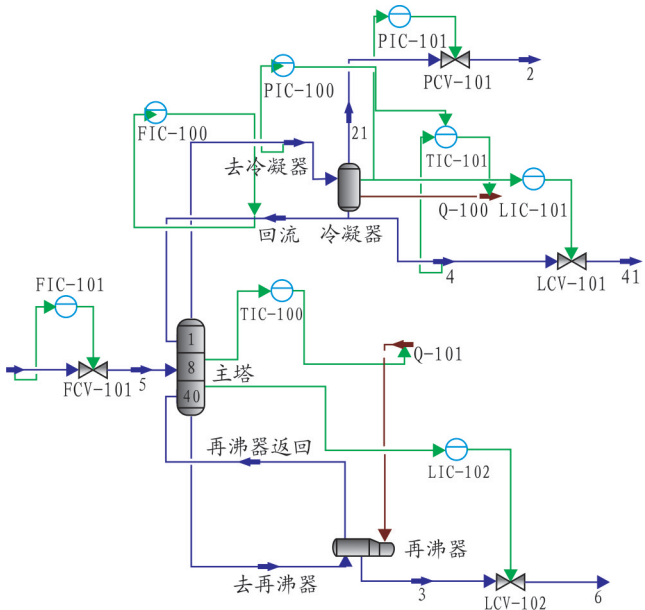 PIC-101
PCV-101
2
PIC-100
FIC-100
21
TIC-101
去冷凝器
Q-100
LIC-101
回流
冷凝器
4
LCV-101
41
FIC-101
TIC-100
1
8
40
主塔
Q-101
FCV-101
5
再沸器返回
LIC-102
再沸器
去再沸器
3
LCV-102
6